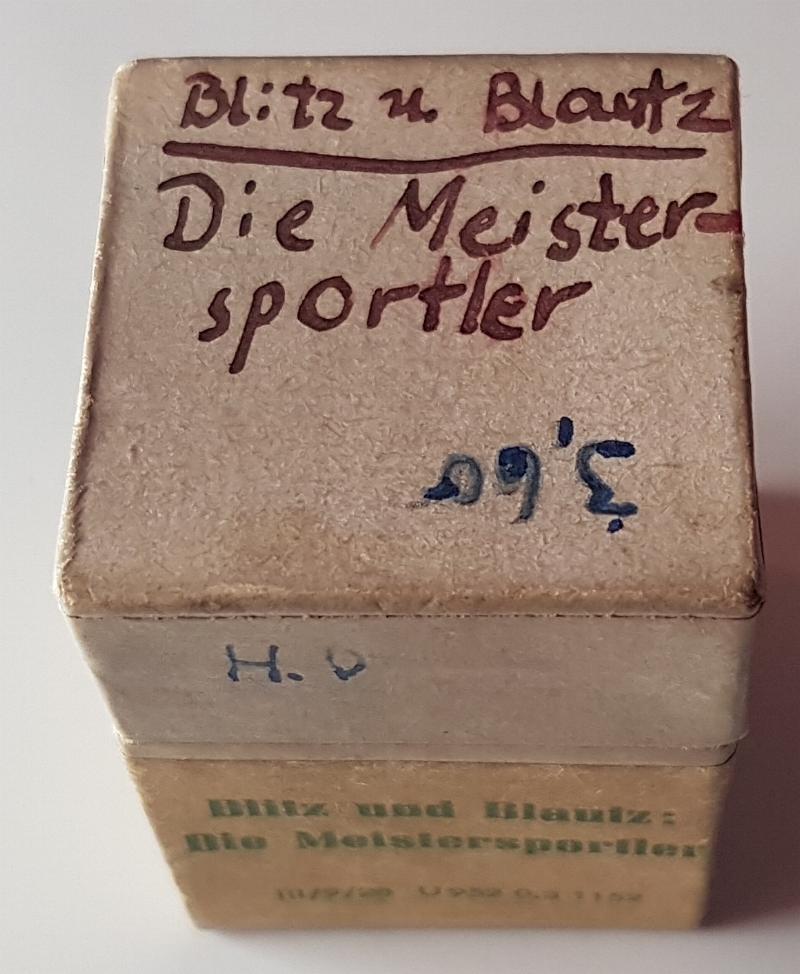 Blitz u. Blautz
Die Meister-
sportler
3,60
H. v
Blitz und Blautz:
Die Meistersportler